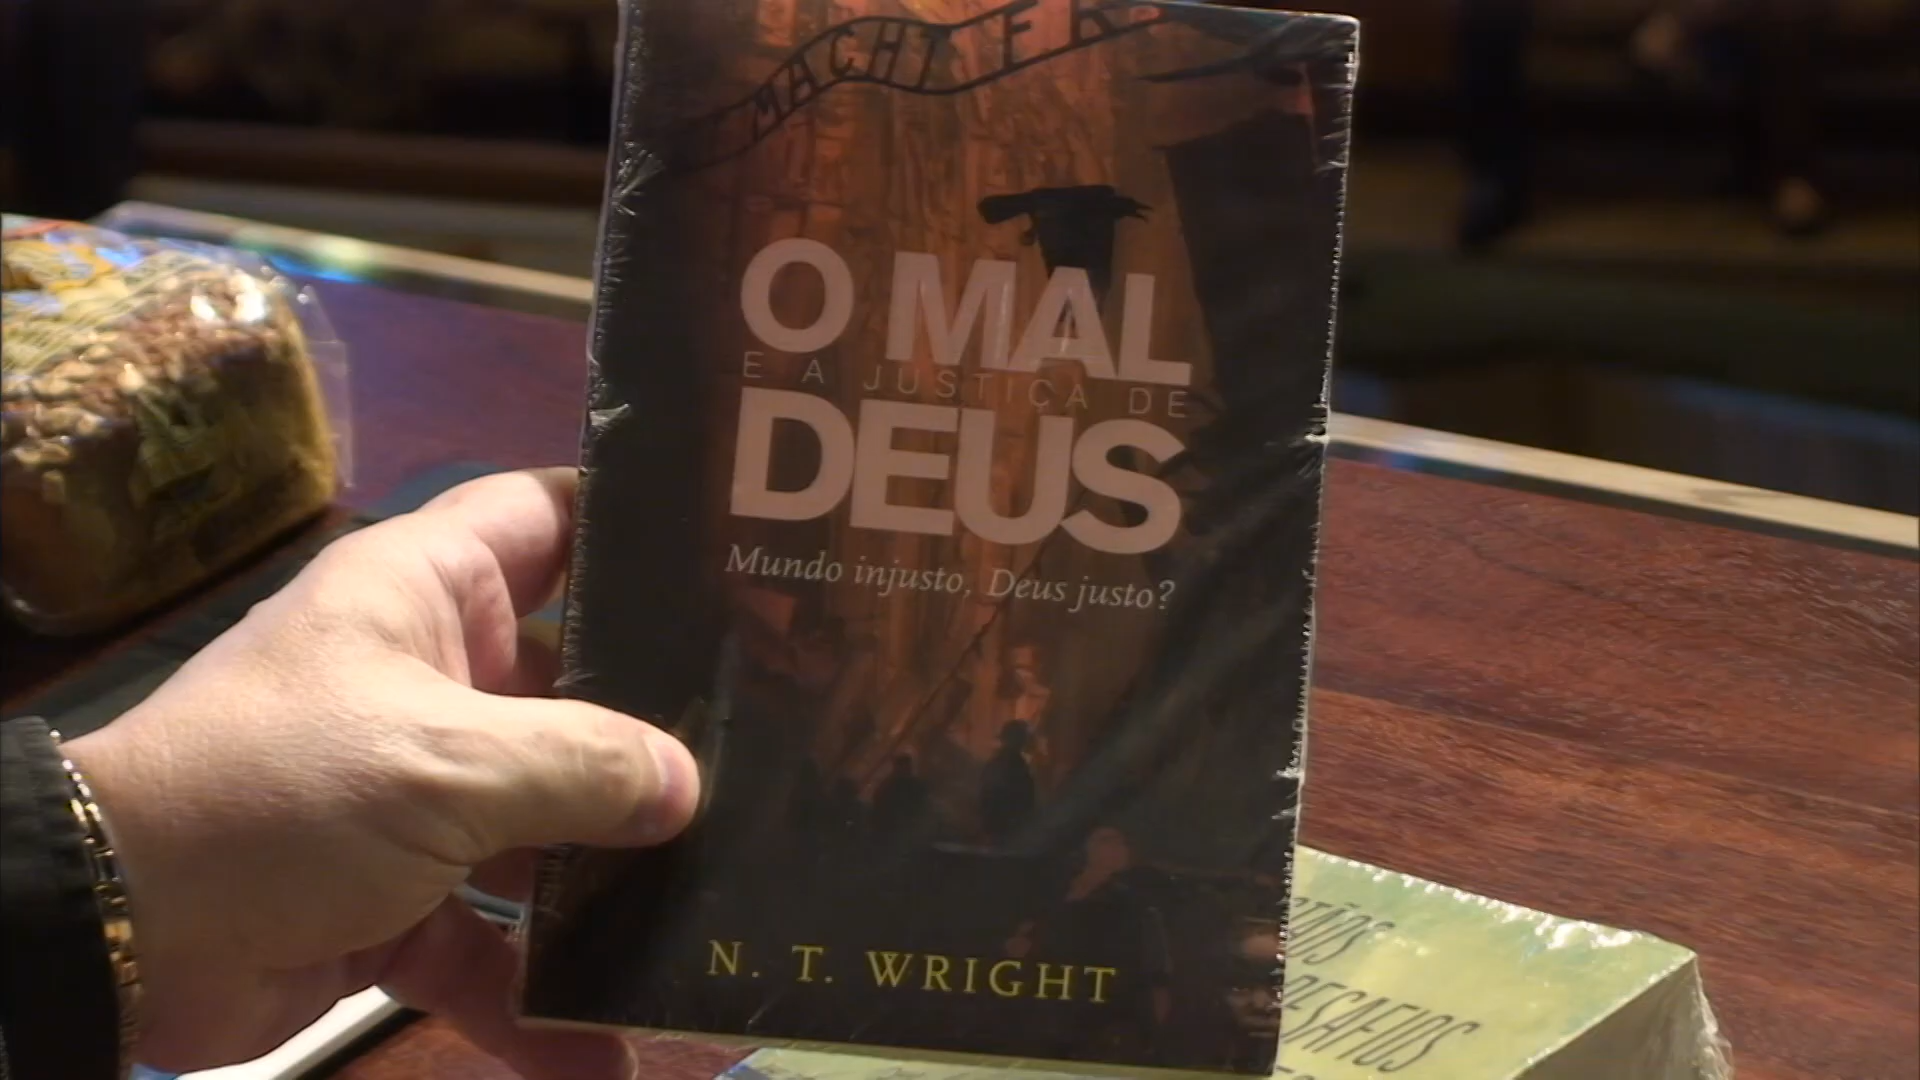 MACHT FR
O MAL
E A JUSTIÇA DE
DEUS
Mundo injusto, Deus justo?
N. T. WRIGHT